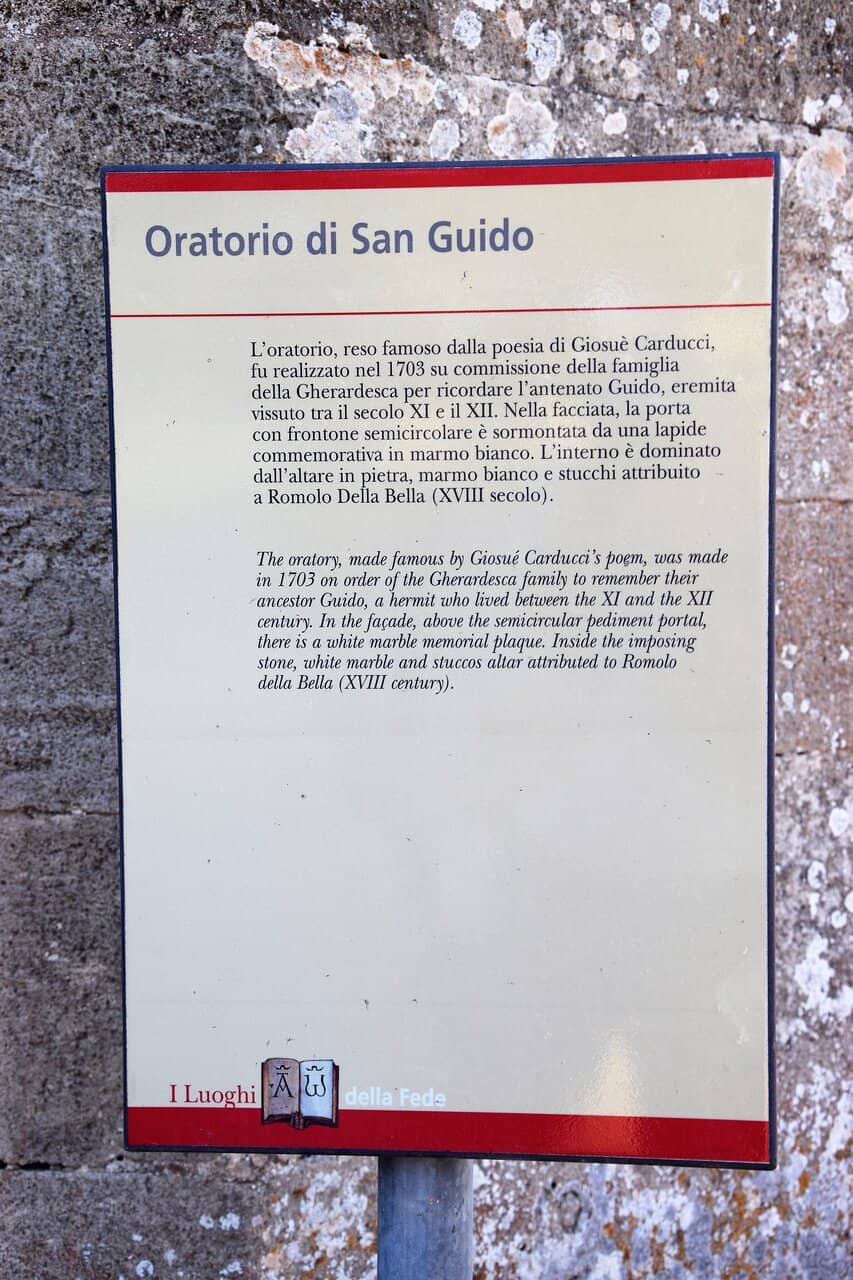 Oratorio di San Guido
L'oratorio, reso famoso dalla poesia di Giosuè Carducci,
fu realizzato nel 1703 su commissione della famiglia
della Gherardesca per ricordare l'antenato Guido, eremita
vissuto tra il secolo XI e il XII. Nella facciata, la porta
con frontone semicircolare è sormontata da una lapide
commemorativa in marmo bianco. L'interno è dominato
dall'altare in pietra, marmo bianco e stucchi attribuito
a Romolo Della Bella (XVIII secolo).
The oratory, made famous by Giosué Carducci's poem, was made
in 1703 on order of the Gherardesca family to remember their
ancestor Guido, a hermit who lived between the XI and the XII
century. In the façade, above the semicircular pediment portal,
there is a white marble memorial plaque. Inside the imposing
stone, white marble and stuccos altar attributed to Romolo
della Bella (XVIII century).
I Luoghi A ω della Fede